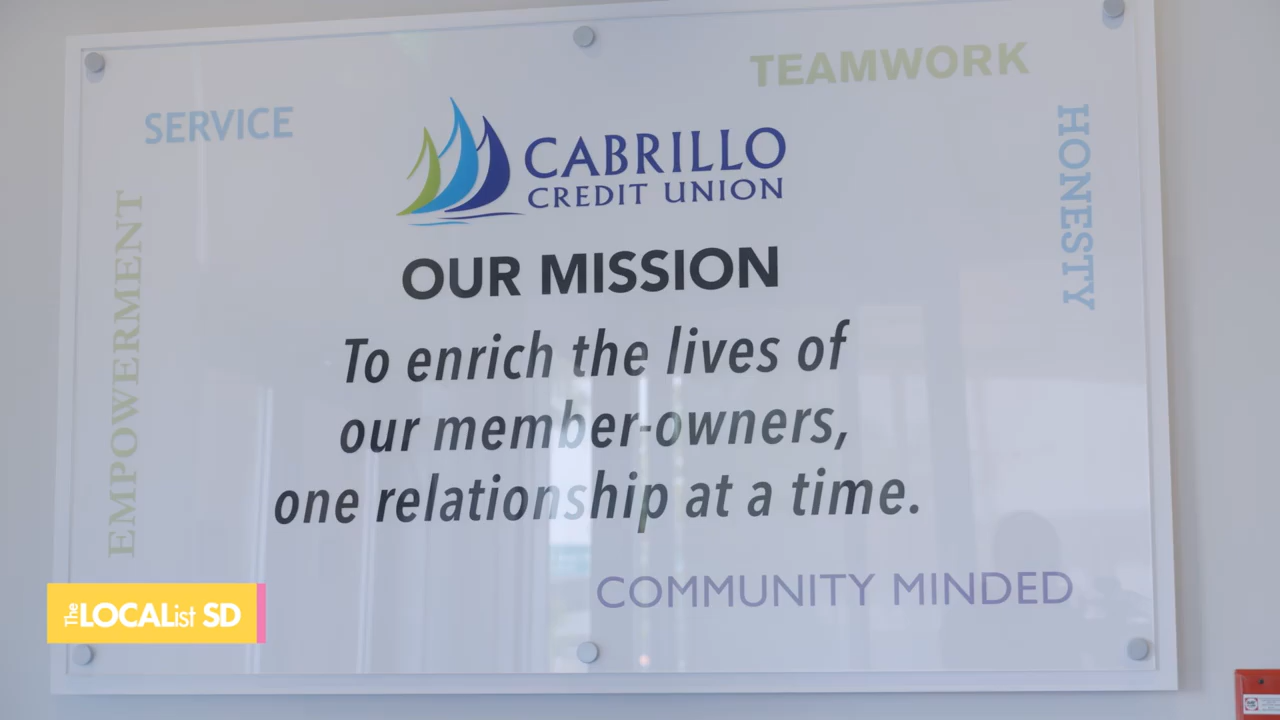 TEAMWORK
SERVICE
HONESTY
CABRILLO
CREDIT UNION
EMPOWERMENT
OUR MISSION
To enrich the lives of
our member-owners,
one relationship at a time.
COMMUNITY MINDED
The LOCAList SD